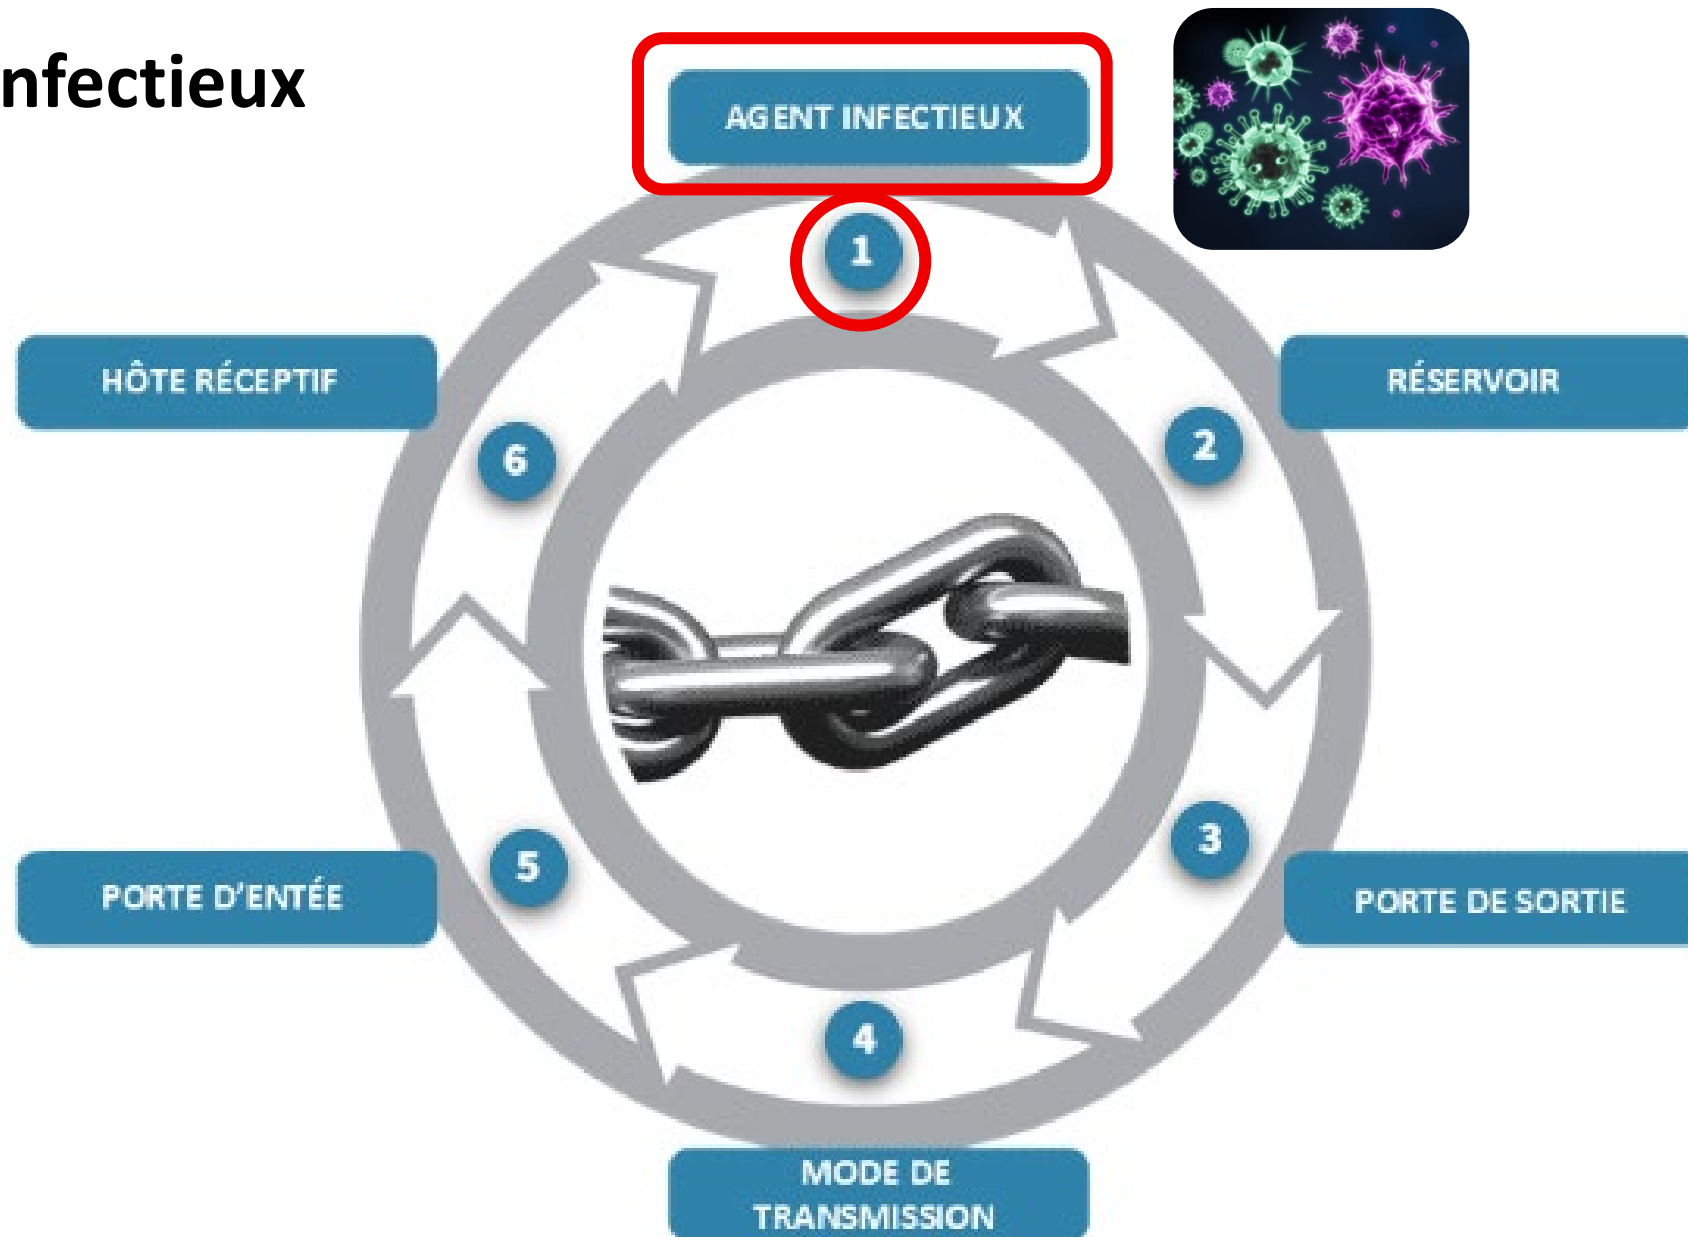 nfectieux
AGENT INFECTIEUX
1
HÔTE RÉCEPTIF
RÉSERVOIR
6
2
5
3
PORTE D'ENTÉE
PORTE DE SORTIE
4
MODE DE
TRANSMISSION